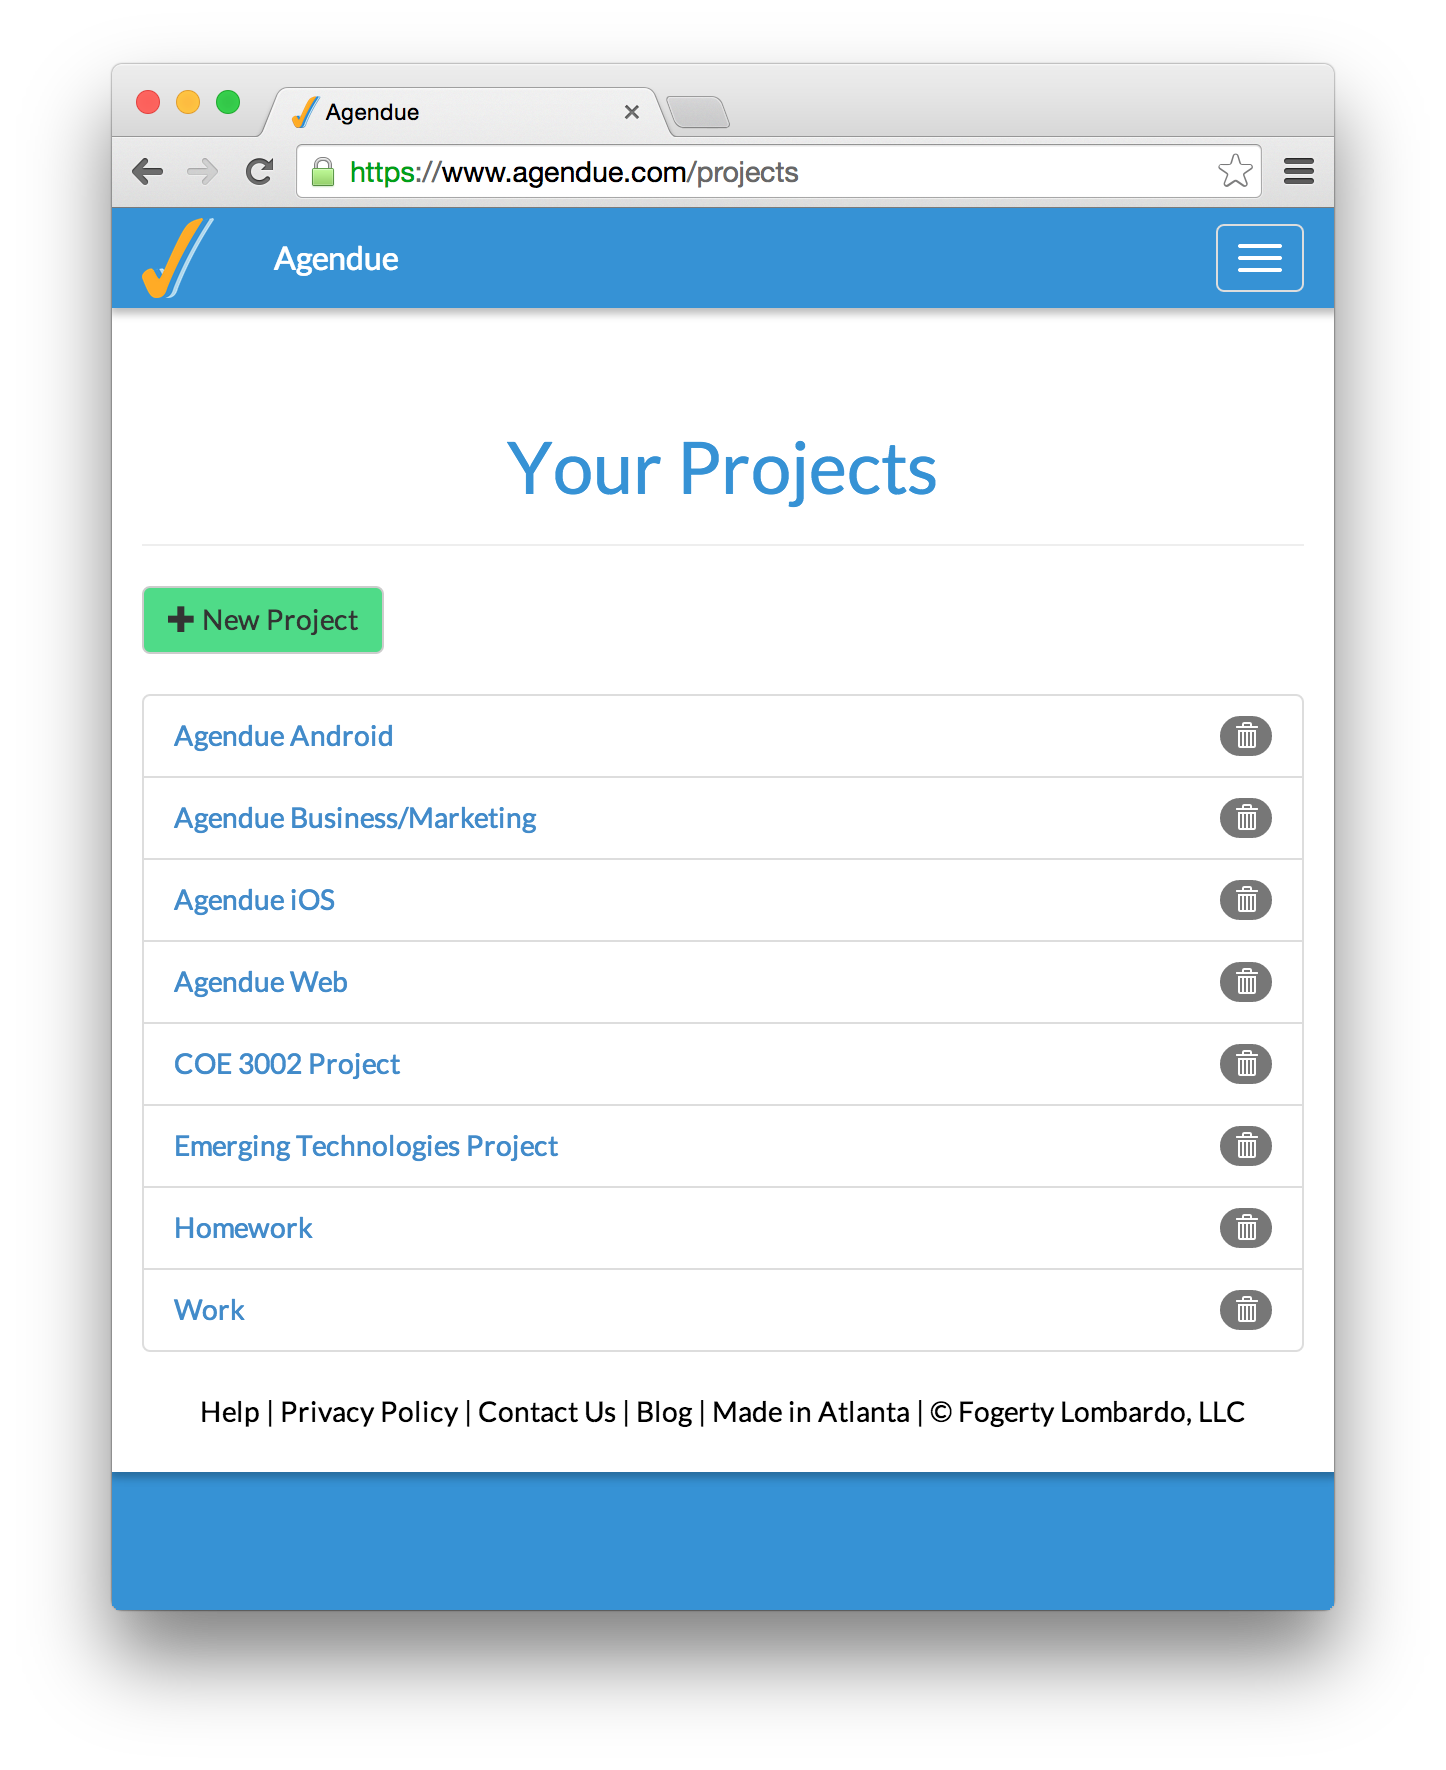 Agendue
https://www.agendue.com/projects
Agendue
Your Projects
New Project
Agendue Android
Agendue Business/Marketing
Agendue iOS
Agendue Web
COE 3002 Project
Emerging Technologies Project
Homework
Work
Help | Privacy Policy | Contact Us | Blog | Made in Atlanta | © Fogerty Lombardo, LLC